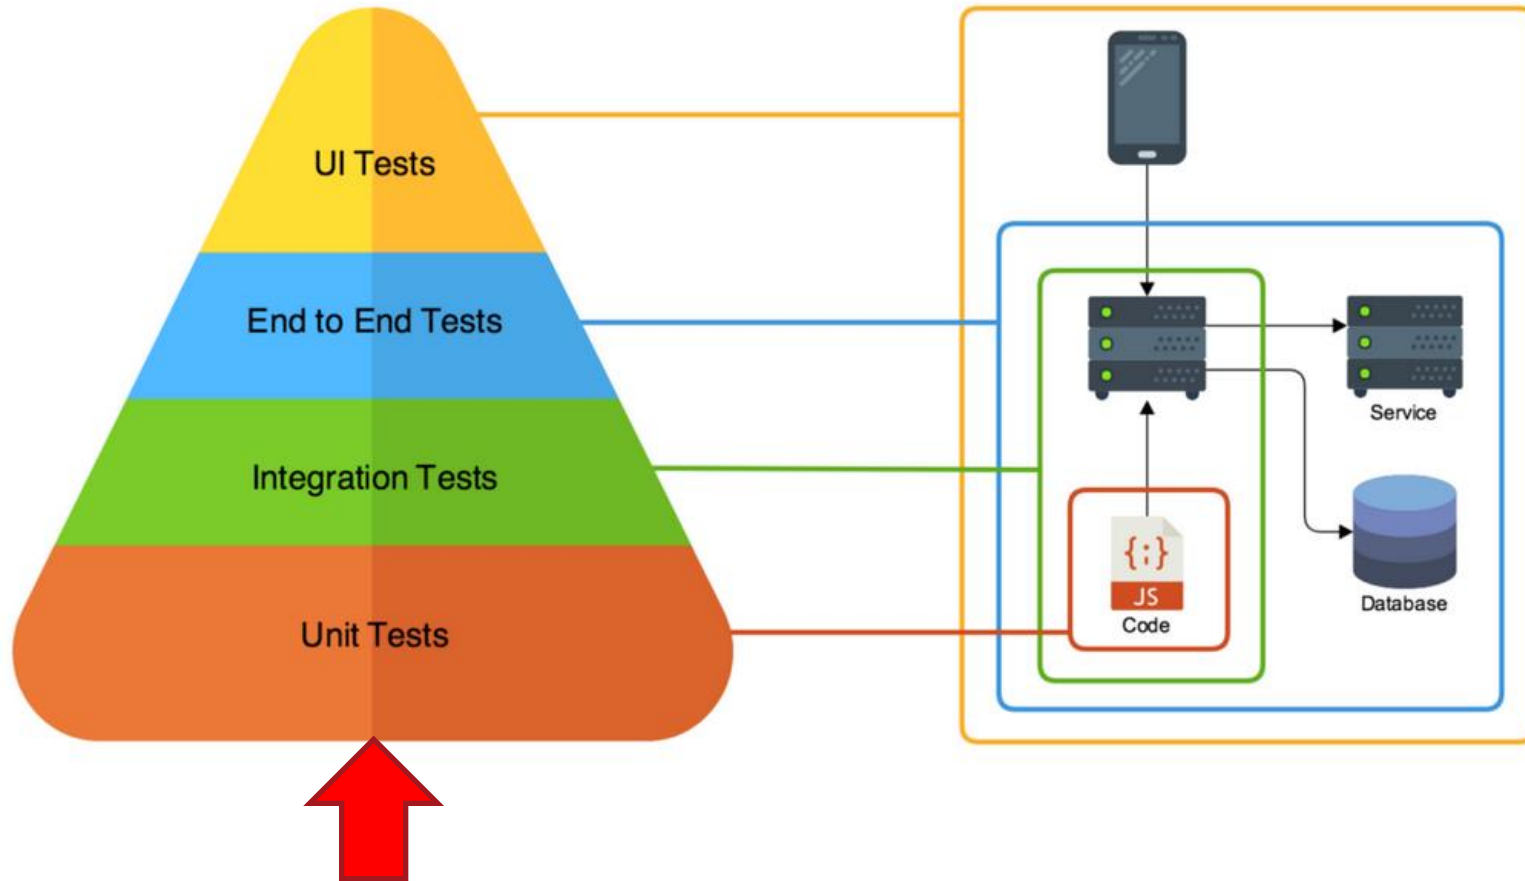 UI Tests
End to End Tests
Integration Tests
Unit Tests
Service
{;}
JS
Code
Database